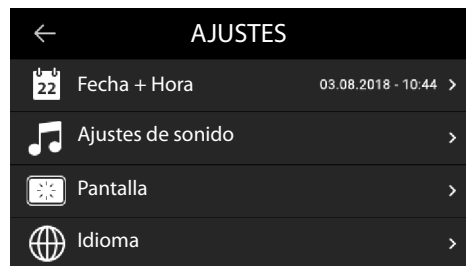 AJUSTES
22
Fecha + Hora 03.08.2018 - 10:44
Ajustes de sonido
Pantalla
Idioma